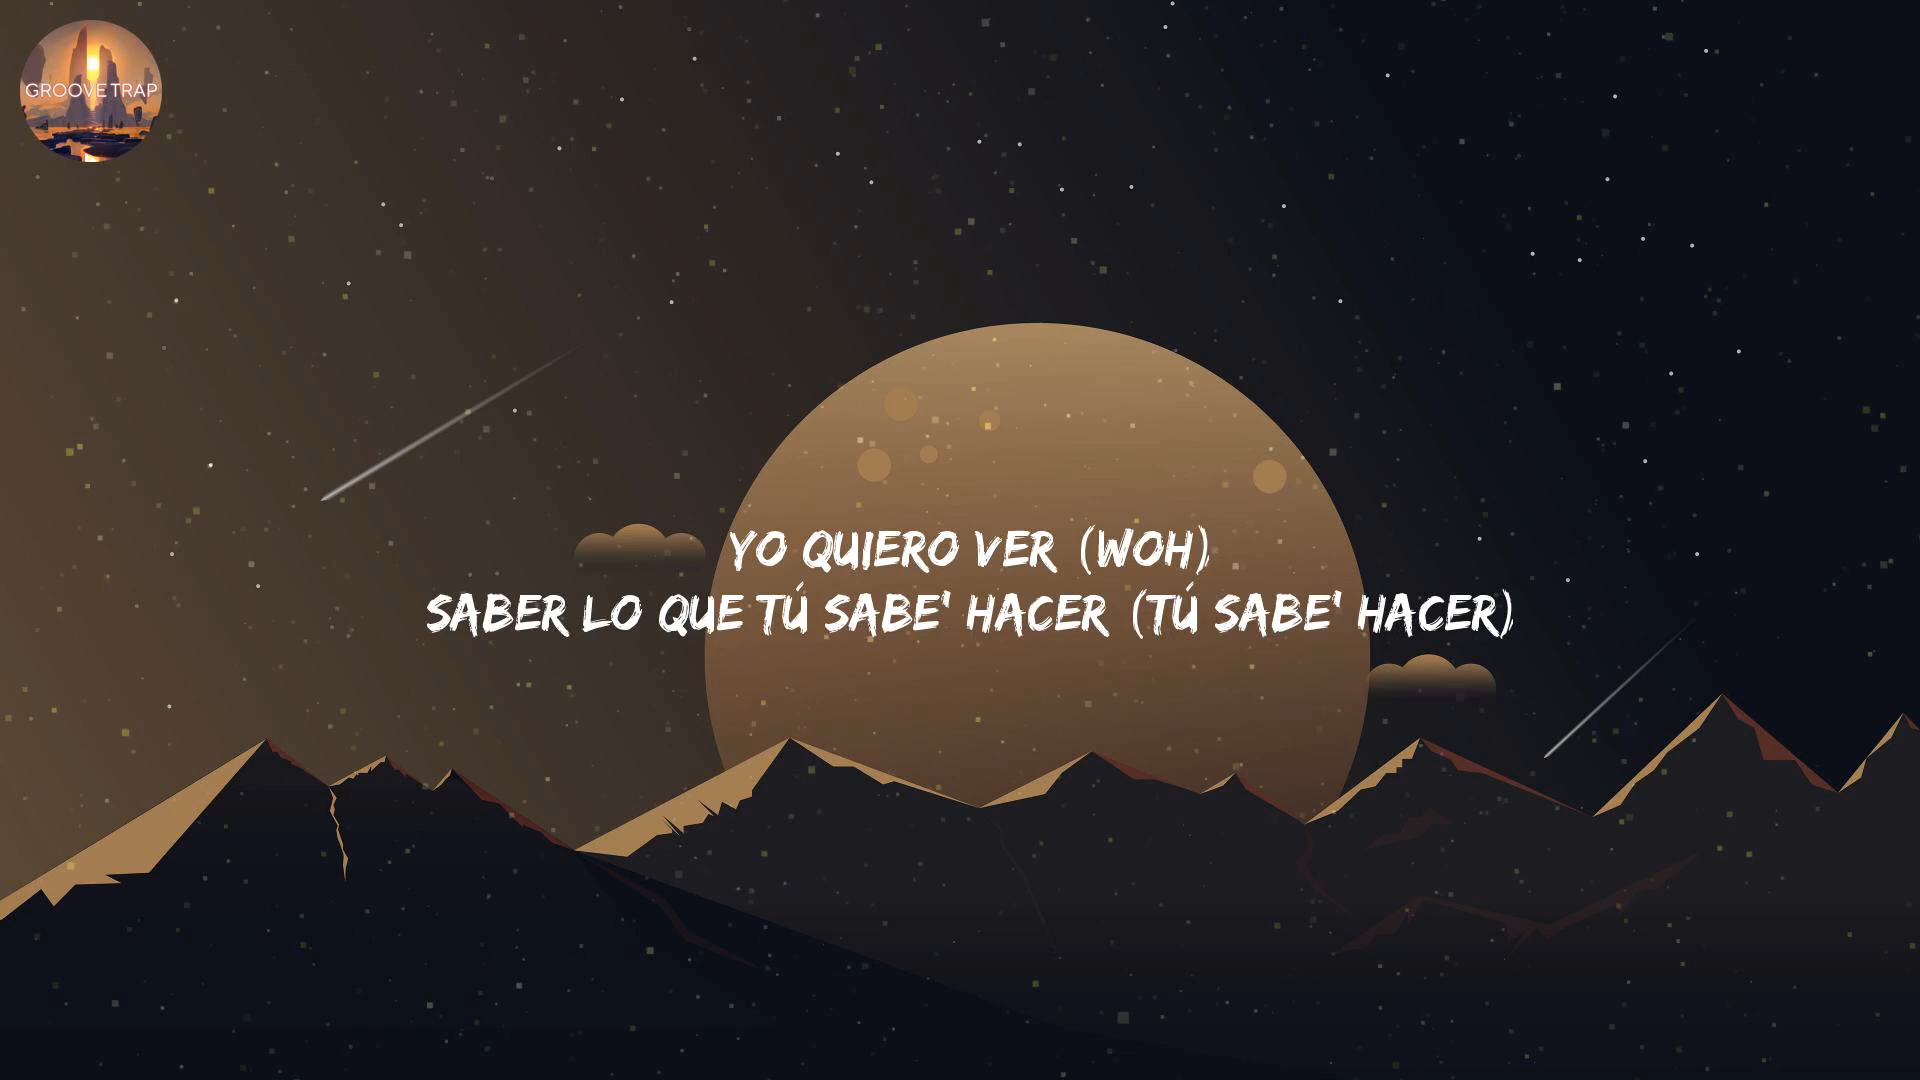 GROOVE TRAP
YO QUIERO VER (WOH)
SABER LO QUE TÚ SABE' HACER (TÚ SABE' HACER)